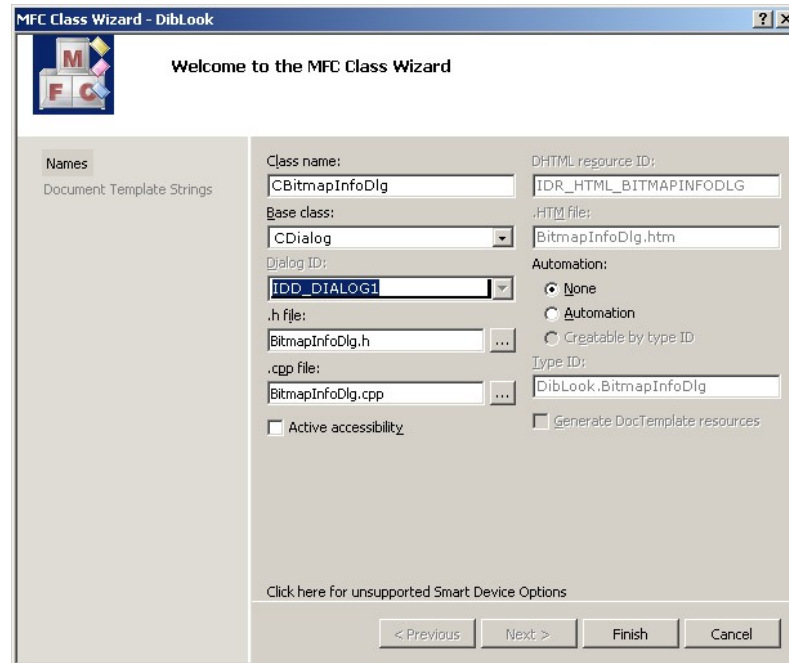 MFC Class Wizard - DibLook
M
F C
Welcome to the MFC Class Wizard
Names
Document Template Strings
Class name:
CBitmapInfoDlg
Base class:
CDialog
Dialog ID:
IDD_DIALOG1
.h file:
BitmapInfoDlg.h
...
.cpp file:
BitmapInfoDlg.cpp
...
Active accessibility
DHTML resource ID:
IDR_HTML_BITMAPINFODLG
.HTM file:
BitmapInfoDlg.htm
Automation:
None
Automation
Creatable by type ID
Type ID:
DibLook.BitmapInfoDlg
Generate DocTemplate resources
Click here for unsupported Smart Device Options
< Previous
Next >
Finish
Cancel